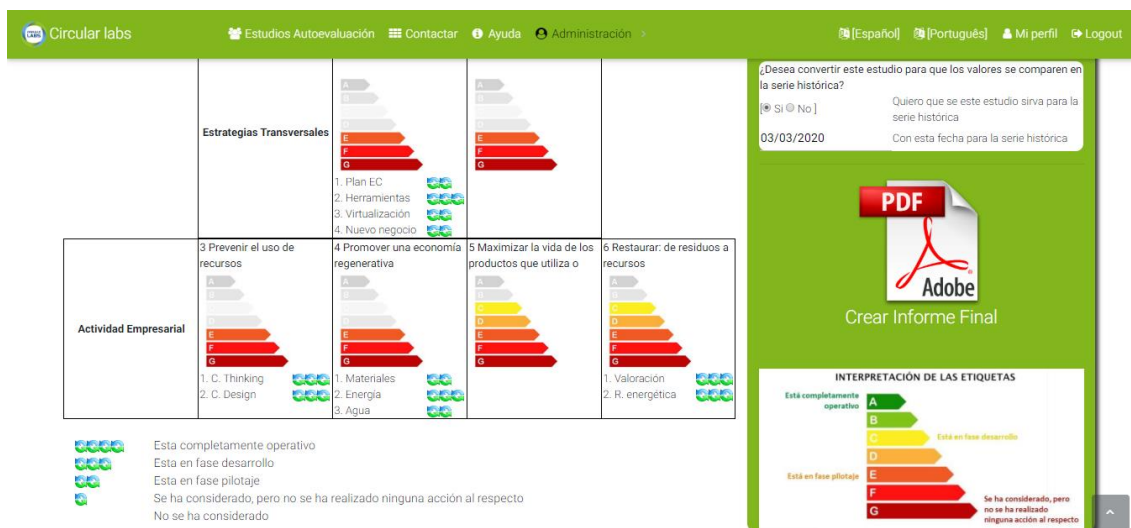 CIRCULAR LABS
Circular labs
Estudios Autoevaluación
Contactar
Ayuda
Administración
[Español]
[Português]
Mi perfil
Logout
Estrategias Transversales
A
B
D
E
F
G
1. Plan EC
2. Herramientas
3. Virtualización
4. Nuevo negocio
A
B
D
E
F
G
Actividad Empresarial
3 Prevenir el uso de
recursos
A
B
D
E
F
G
1. C. Thinking
2. C. Design
4 Promover una economía
regenerativa
A
B
D
E
F
G
1. Materiales
2. Energía
3. Agua
5 Maximizar la vida de los
productos que utiliza o
A
B
C
D
E
F
G
6 Restaurar: de residuos a
recursos
A
B
C
D
E
F
G
1. Valoración
2. R. energética
Esta completamente operativo
Esta en fase desarrollo
Esta en fase pilotaje
Se ha considerado, pero no se ha realizado ninguna acción al respecto
No se ha considerado
¿Desea convertir este estudio para que los valores se comparen en
la serie histórica?
[ Si No ]
Quiero que se este estudio sirva para la
serie histórica
03/03/2020
Con esta fecha para la serie histórica
PDF
Adobe
Crear Informe Final
INTERPRETACIÓN DE LAS ETIQUETAS
Está completamente
operativo
A
B
C
Está en fase desarrollo
D
Está en fase pilotaje
E
F
G
Se ha considerado, pero
no se ha realizado
ninguna acción al respecto